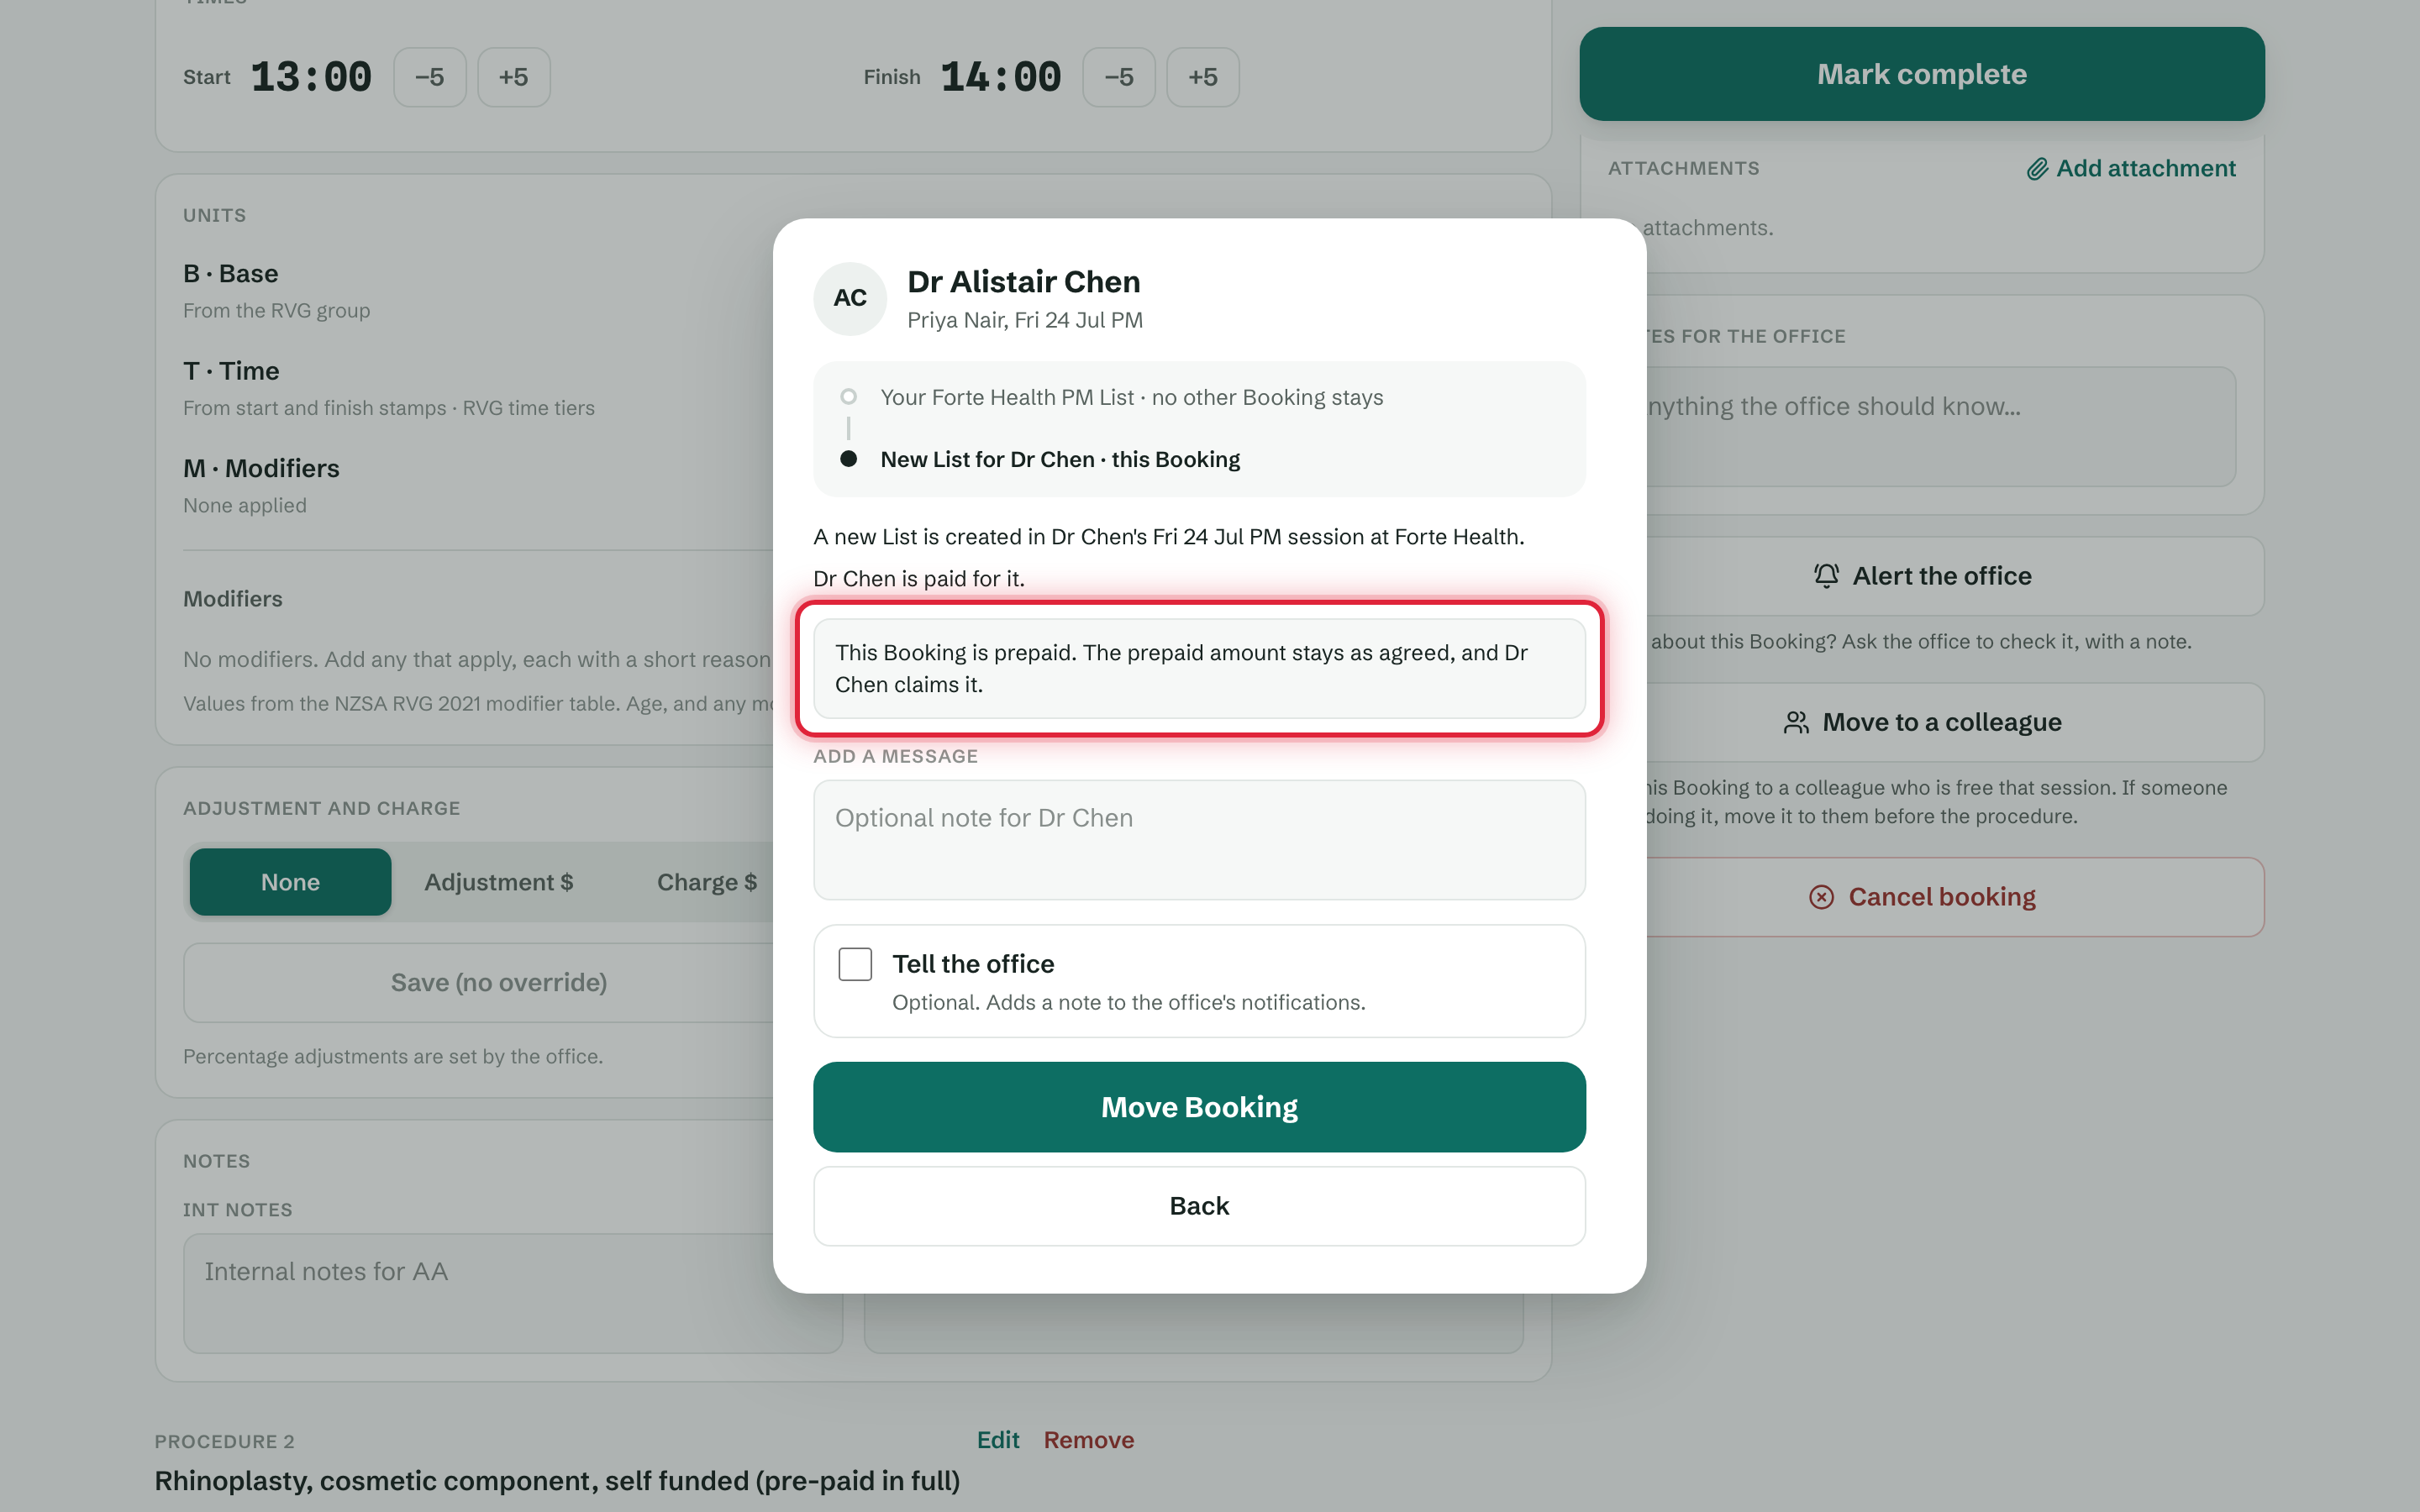 Start 13:00 −5 +5 Finish 14:00 −5 +5
Mark complete
ATTACHMENTS Add attachment
attachments.
UNITS
B · Base
From the RVG group
T · Time
From start and finish stamps · RVG time tiers
M · Modifiers
None applied
Modifiers
No modifiers. Add any that apply, each with a short reason
Values from the NZSA RVG 2021 modifier table. Age, and any
ADJUSTMENT AND CHARGE
None Adjustment $ Charge $
Save (no override)
Percentage adjustments are set by the office.
NOTES
INT NOTES
Internal notes for AA
AC
Dr Alistair Chen
Priya Nair, Fri 24 Jul PM
Your Forte Health PM List · no other Booking stays
New List for Dr Chen · this Booking
A new List is created in Dr Chen's Fri 24 Jul PM session at Forte Health.
Dr Chen is paid for it.
This Booking is prepaid. The prepaid amount stays as agreed, and Dr
Chen claims it.
ADD A MESSAGE
Optional note for Dr Chen
Tell the office
Optional. Adds a note to the office's notifications.
Move Booking
Back
FOR THE OFFICE
the office should know...
Alert the office
about this Booking? Ask the office to check it, with a note.
Move to a colleague
this Booking to a colleague who is free that session. If someone
doing it, move it to them before the procedure.
Cancel booking
PROCEDURE 2 Edit Remove
Rhinoplasty, cosmetic component, self funded (pre-paid in full)